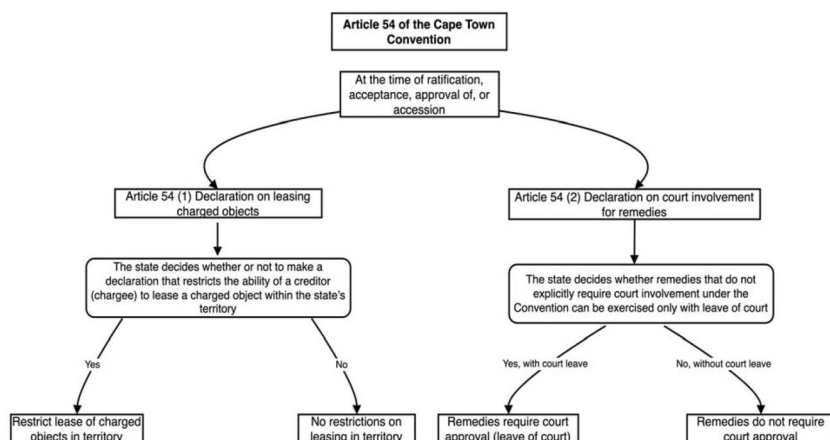 Article 54 of the Cape Town
Convention
At the time of ratification,
acceptance, approval of, or
accession
Article 54 (1) Declaration on leasing
charged objects
Article 54 (2) Declaration on court involvement
for remedies
The state decides whether or not to make a
declaration that restricts the ability of a creditor
(chargee) to lease a charged object within the state's
territory
The state decides whether remedies that do not
explicitly require court involvement under the
Convention can be exercised only with leave of court
Yes
No
Yes, with court leave
No, without court leave
Restrict lease of charged
objects in territory
No restrictions on
leasing in territory
Remedies require court
approval (leave of court)
Remedies do not require
court approval